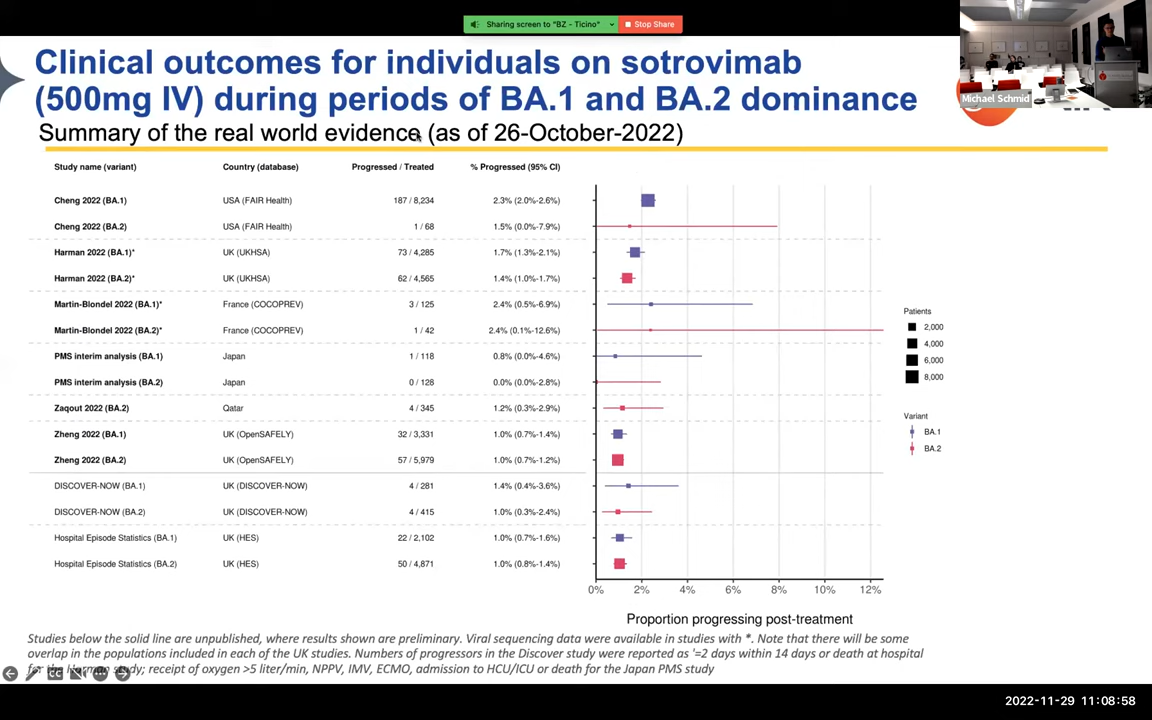 Sharing screen to "BZ - Ticino"
Stop Share
Clinical outcomes for individuals on sotrovimab
(500mg IV) during periods of BA.1 and BA.2 dominance
Michael Schmid
Summary of the real world evidence (as of 26-October-2022)
Study name (variant) Country (database) Progressed / Treated % Progressed (95% CI)
Cheng 2022 (BA.1) USA (FAIR Health) 187 / 8,234 2.3% (2.0%-2.6%)
Cheng 2022 (BA.2) USA (FAIR Health) 1 / 68 1.5% (0.0%-7.9%)
Harman 2022 (BA.1)* UK (UKHSA) 73 / 4,285 1.7% (1.3%-2.1%)
Harman 2022 (BA.2)* UK (UKHSA) 62 / 4,565 1.4% (1.0%-1.7%)
Martin-Blondel 2022 (BA.1)* France (COCOPREV) 3 / 125 2.4% (0.5%-6.9%)
Martin-Blondel 2022 (BA.2)* France (COCOPREV) 1 / 42 2.4% (0.1%-12.6%)
PMS interim analysis (BA.1) Japan 1 / 118 0.8% (0.0%-4.6%)
PMS interim analysis (BA.2) Japan 0 / 128 0.0% (0.0%-2.8%)
Zaqout 2022 (BA.2) Qatar 4 / 345 1.2% (0.3%-2.9%)
Zheng 2022 (BA.1) UK (OpenSAFELY) 32 / 3,331 1.0% (0.7%-1.4%)
Zheng 2022 (BA.2) UK (OpenSAFELY) 57 / 5,979 1.0% (0.7%-1.2%)
DISCOVER-NOW (BA.1) UK (DISCOVER-NOW) 4 / 281 1.4% (0.4%-3.6%)
DISCOVER-NOW (BA.2) UK (DISCOVER-NOW) 4 / 415 1.0% (0.3%-2.4%)
Hospital Episode Statistics (BA.1) UK (HES) 22 / 2,102 1.0% (0.7%-1.6%)
Hospital Episode Statistics (BA.2) UK (HES) 50 / 4,871 1.0% (0.8%-1.4%)
0% 2% 4% 6% 8% 10% 12%
Proportion progressing post-treatment
Patients
2,000
4,000
6,000
8,000
Variant
BA.1
BA.2
Studies below the solid line are unpublished, where results shown are preliminary. Viral sequencing data were available in studies with *. Note that there will be some
overlap in the populations included in each of the UK studies. Numbers of progressors in the Discover study were reported as '=2 days within 14 days or death at hospital
for the Harman study; receipt of oxygen >5 liter/min, NPPV, IMV, ECMO, admission to HCU/ICU or death for the Japan PMS study
CC
2022-11-29 11:08:58